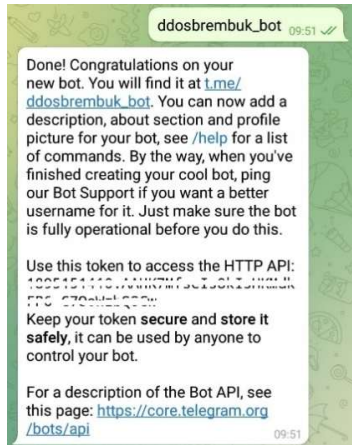 ddosbrembuk_bot 09:51
Done! Congratulations on your
new bot. You will find it at t.me/
ddosbrembuk_bot. You can now add a
description, about section and profile
picture for your bot, see /help for a list
of commands. By the way, when you've
finished creating your cool bot, ping
our Bot Support if you want a better
username for it. Just make sure the bot
is fully operational before you do this.
Use this token to access the HTTP API:
Keep your token secure and store it
safely, it can be used by anyone to
control your bot.
For a description of the Bot API, see
this page: https://core.telegram.org
/bots/api 09:51